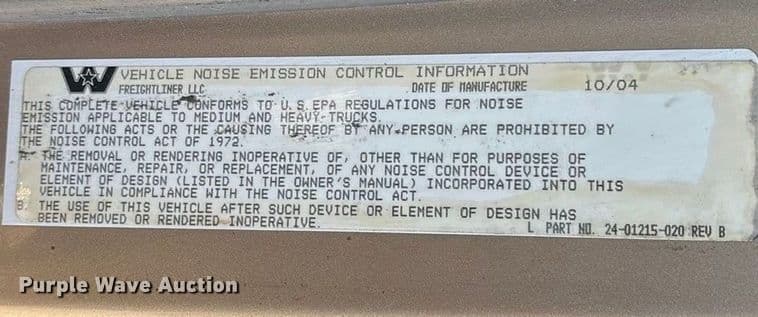 VEHICLE NOISE EMISSION CONTROL INFORMATION
FREIGHTLINER LLC DATE OF MANUFACTURE 10/04
THIS COMPLETE VEHICLE CONFORMS TO U.S. EPA REGULATIONS FOR NOISE
EMISSION APPLICABLE TO MEDIUM AND HEAVY TRUCKS.
THE FOLLOWING ACTS OR THE CAUSING THEREOF BY ANY PERSON ARE PROHIBITED BY
THE NOISE CONTROL ACT OF 1972.
A. THE REMOVAL OR RENDERING INOPERATIVE OF, OTHER THAN FOR PURPOSES OF
MAINTENANCE, REPAIR, OR REPLACEMENT, OF ANY NOISE CONTROL DEVICE OR
ELEMENT OF DESIGN (LISTED IN THE OWNER'S MANUAL) INCORPORATED INTO THIS
VEHICLE IN COMPLIANCE WITH THE NOISE CONTROL ACT.
B. THE USE OF THIS VEHICLE AFTER SUCH DEVICE OR ELEMENT OF DESIGN HAS
BEEN REMOVED OR RENDERED INOPERATIVE.
L PART NO. 24-01215-020 REV B
Purple Wave Auction